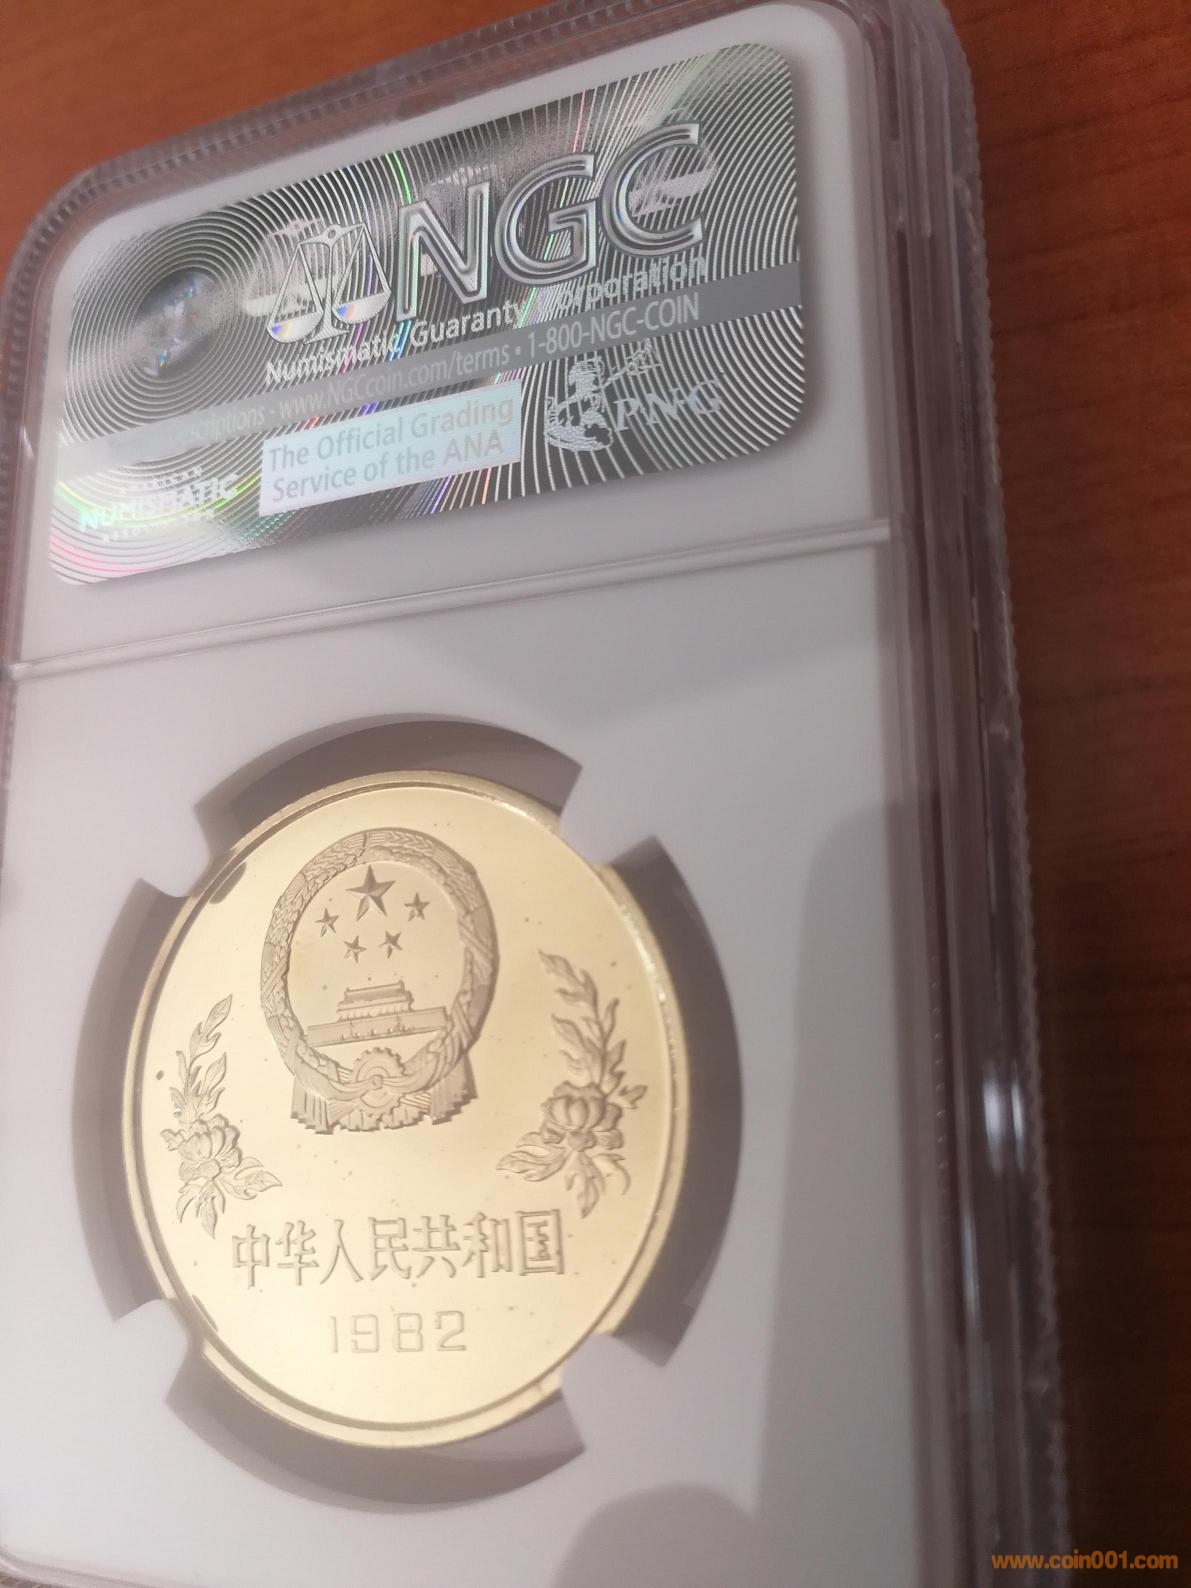 NGC
Numismatic Guaranty Corporation
www.NGCcoin.com/terms • 1-800-NGC-COIN
The Official Grading
Service of the ANA
PNG
NUMISMATIC
中华人民共和国
1982
www.coin001.com